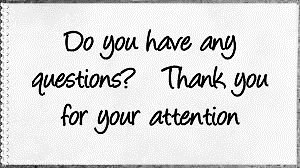 Do you have any
questions? Thank you
for your attention